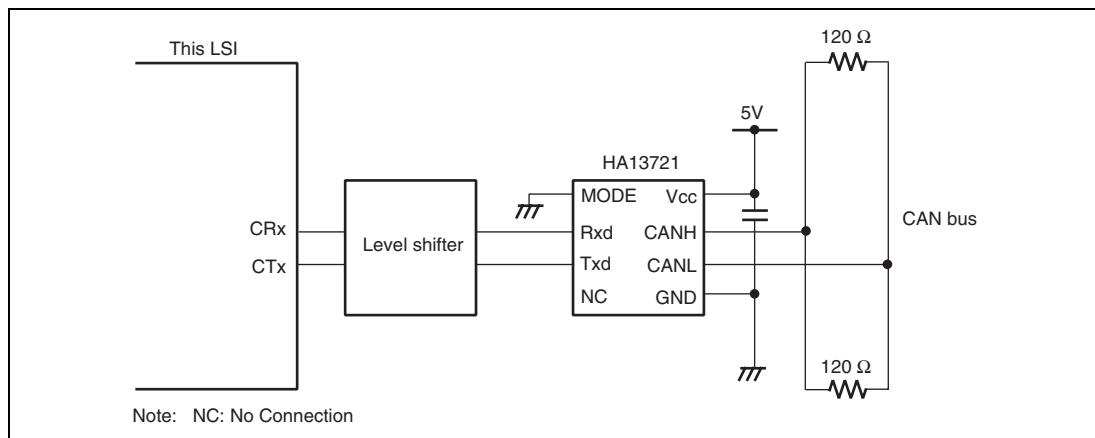 This LSI
120 Ω
5V
HA13721
MODE
Vcc
CRx
Level shifter
Rxd
CANH
CAN bus
CTx
Txd
CANL
NC
GND
120 Ω
Note: NC: No Connection